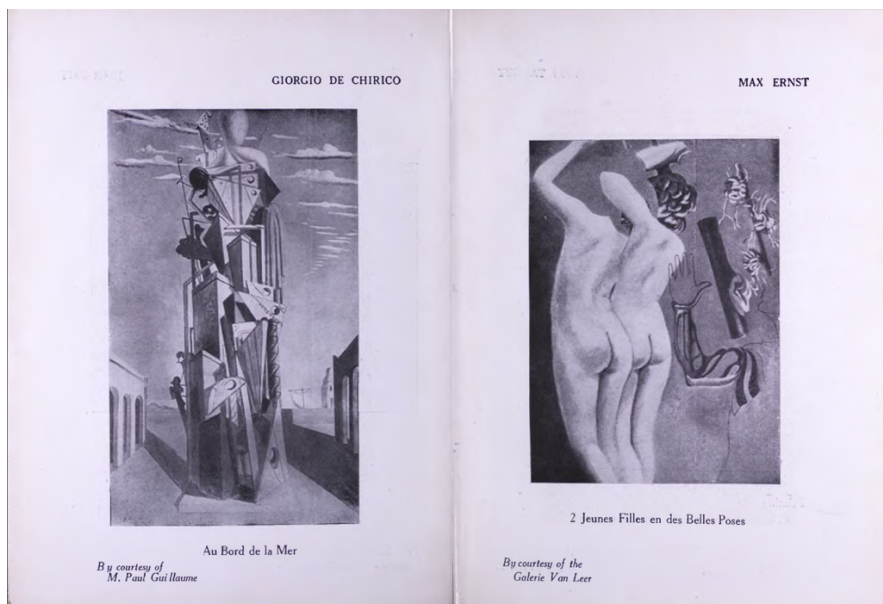 GIORGIO DE CHIRICO
Au Bord de la Mer
By courtesy of
M. Paul Guillaume
MAX ERNST
2 Jeunes Filles en des Belles Poses
By courtesy of the
Galerie Van Leer